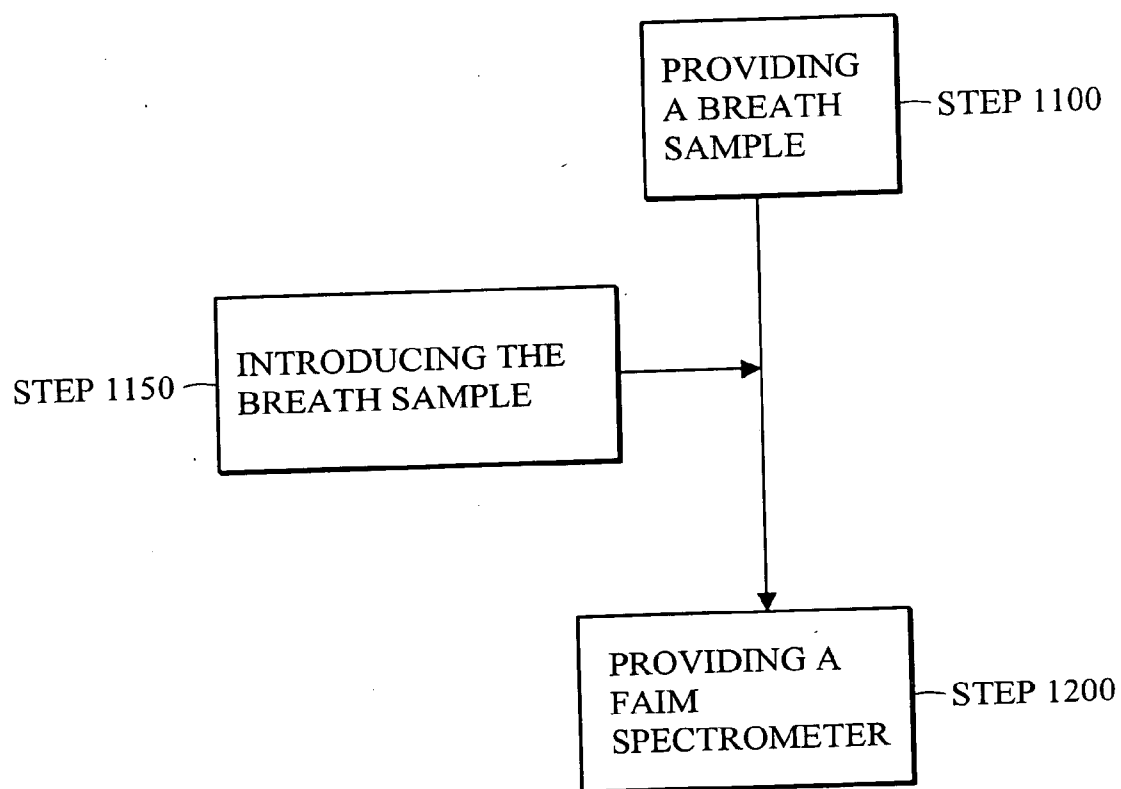 PROVIDING
A BREATH
SAMPLE
STEP 1100
STEP 1150
INTRODUCING THE
BREATH SAMPLE
PROVIDING A
FAIM
SPECTROMETER
STEP 1200